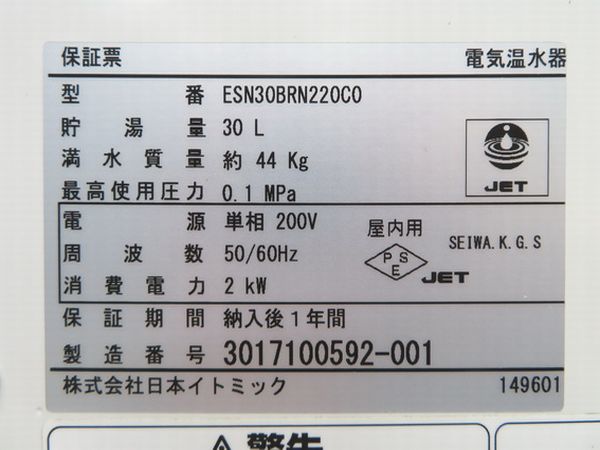 保証票 電気温水器
型番 ESN30BRN220C0
貯湯量 30 L
満水質量 約 44 Kg
最高使用圧力 0.1 MPa
JET
電源 単相 200V 屋内用
周波数 50/60Hz PSE JET SEIWA.K.G.S
消費電力 2 kW
保証期間 納入後1年間
製造番号 3017100592-001
株式会社日本イトミック 149601
警告